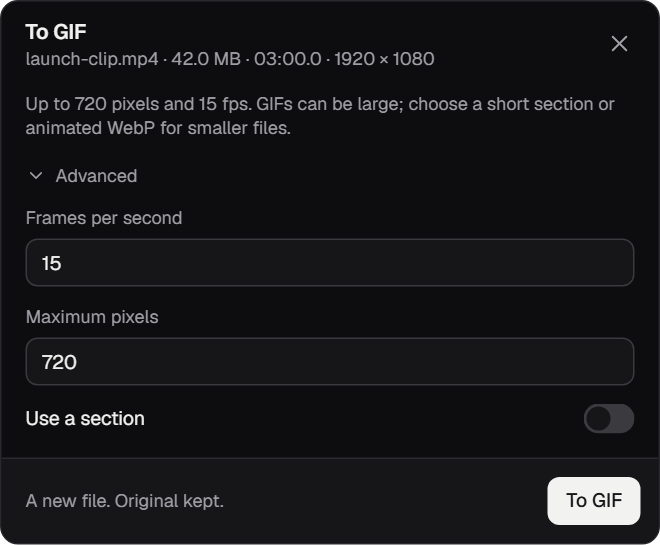 To GIF
launch-clip.mp4 · 42.0 MB · 03:00.0 · 1920 × 1080
Up to 720 pixels and 15 fps. GIFs can be large; choose a short section or
animated WebP for smaller files.
Advanced
Frames per second
15
Maximum pixels
720
Use a section
A new file. Original kept.
To GIF